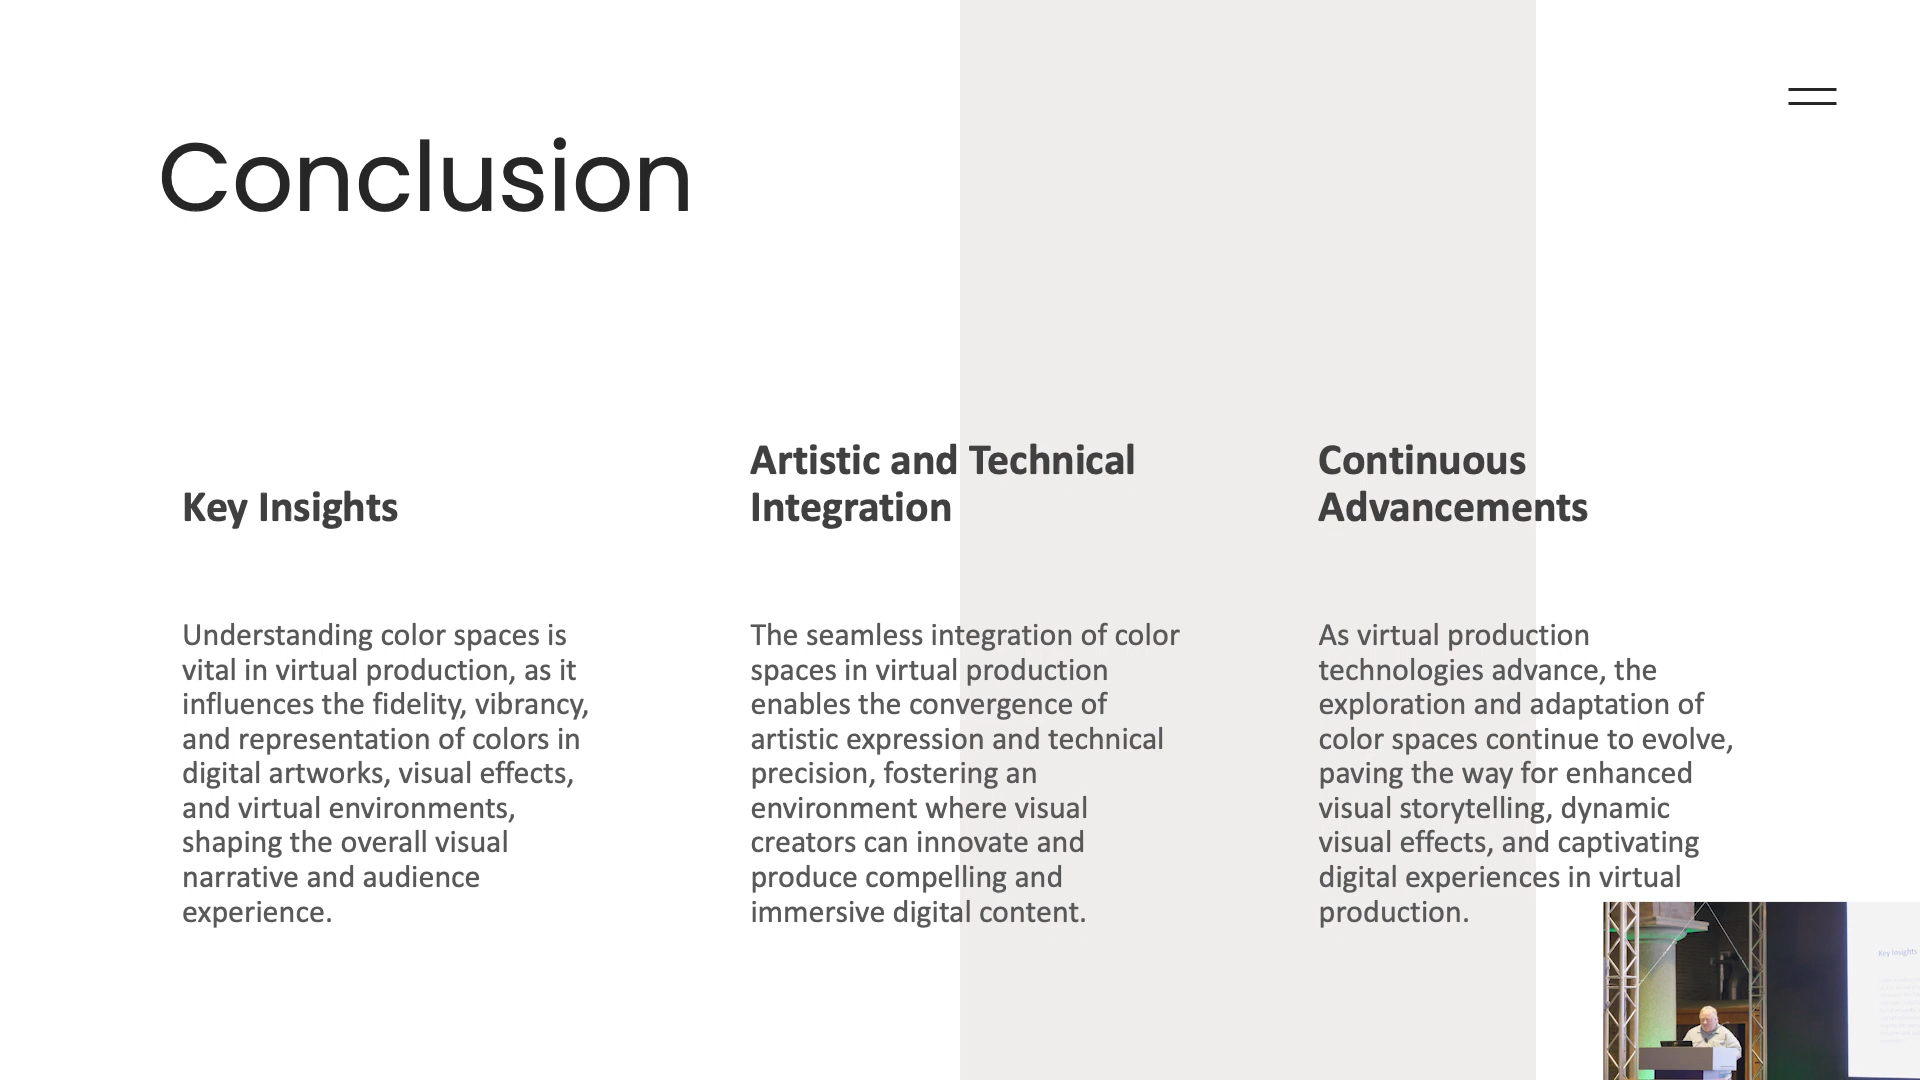 Conclusion
Key Insights
Understanding color spaces is
vital in virtual production, as it
influences the fidelity, vibrancy,
and representation of colors in
digital artworks, visual effects,
and virtual environments,
shaping the overall visual
narrative and audience
experience.
Artistic and Technical
Integration
The seamless integration of color
spaces in virtual production
enables the convergence of
artistic expression and technical
precision, fostering an
environment where visual
creators can innovate and
produce compelling and
immersive digital content.
Continuous
Advancements
As virtual production
technologies advance, the
exploration and adaptation of
color spaces continue to evolve,
paving the way for enhanced
visual storytelling, dynamic
visual effects, and captivating
digital experiences in virtual
production.
Key Insights